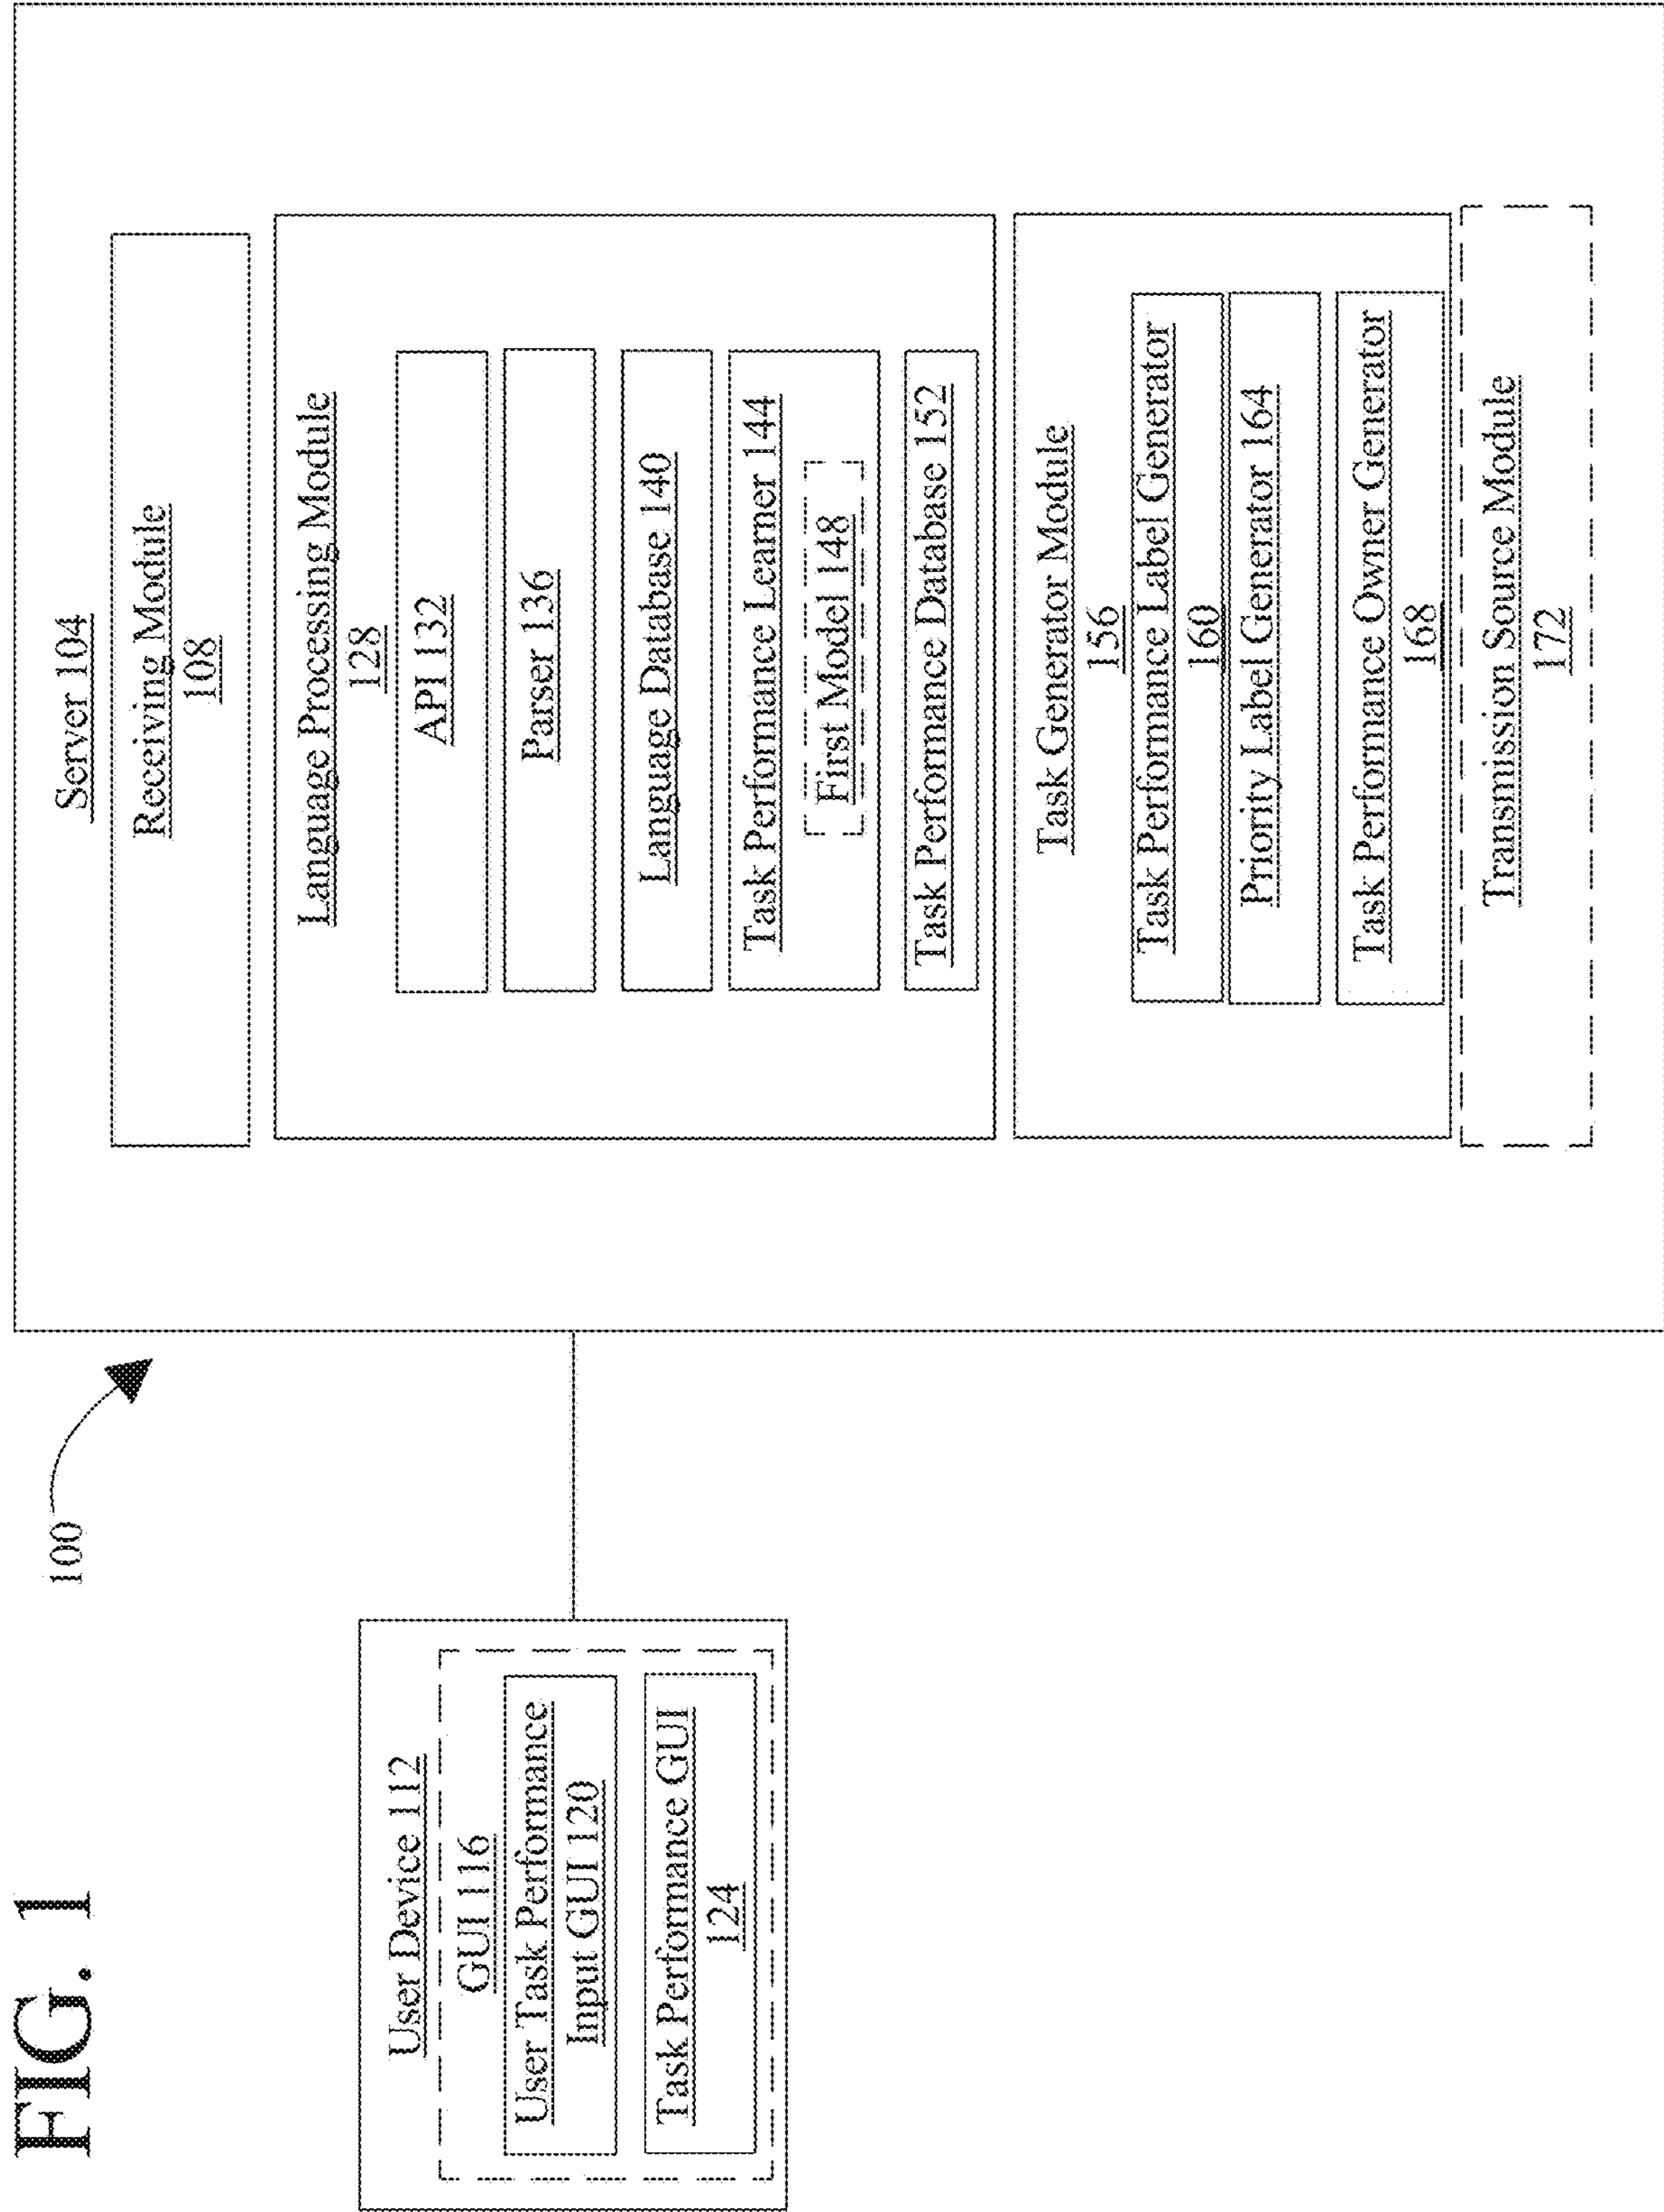 FIG. 1
100
User Device 112
GUI 116
User Task Performance
Input GUI 120
Task Performance GUI
124
Server 104
Receiving Module
108
Language Processing Module
128
API 132
Parser 136
Language Database 140
Task Performance Learner 144
First Model 148
Task Performance Database 152
Task Generator Module
156
Task Performance Label Generator
160
Priority Label Generator 164
Task Performance Owner Generator
168
Transmission Source Module
172